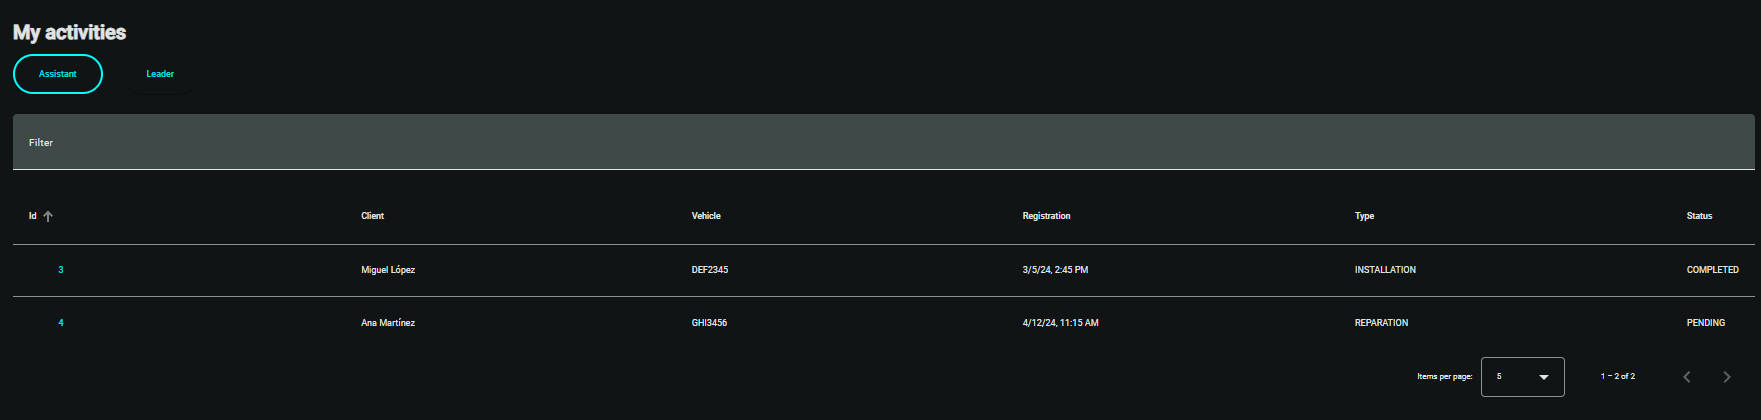 My activities
Assistant Leader
Filter
Id Client Vehicle Registration Type Status
3 Miguel López DEF2345 3/5/24, 2:45 PM INSTALLATION COMPLETED
4 Ana Martínez GHI3456 4/12/24, 11:15 AM REPARATION PENDING
Items per page: 5 1 – 2 of 2